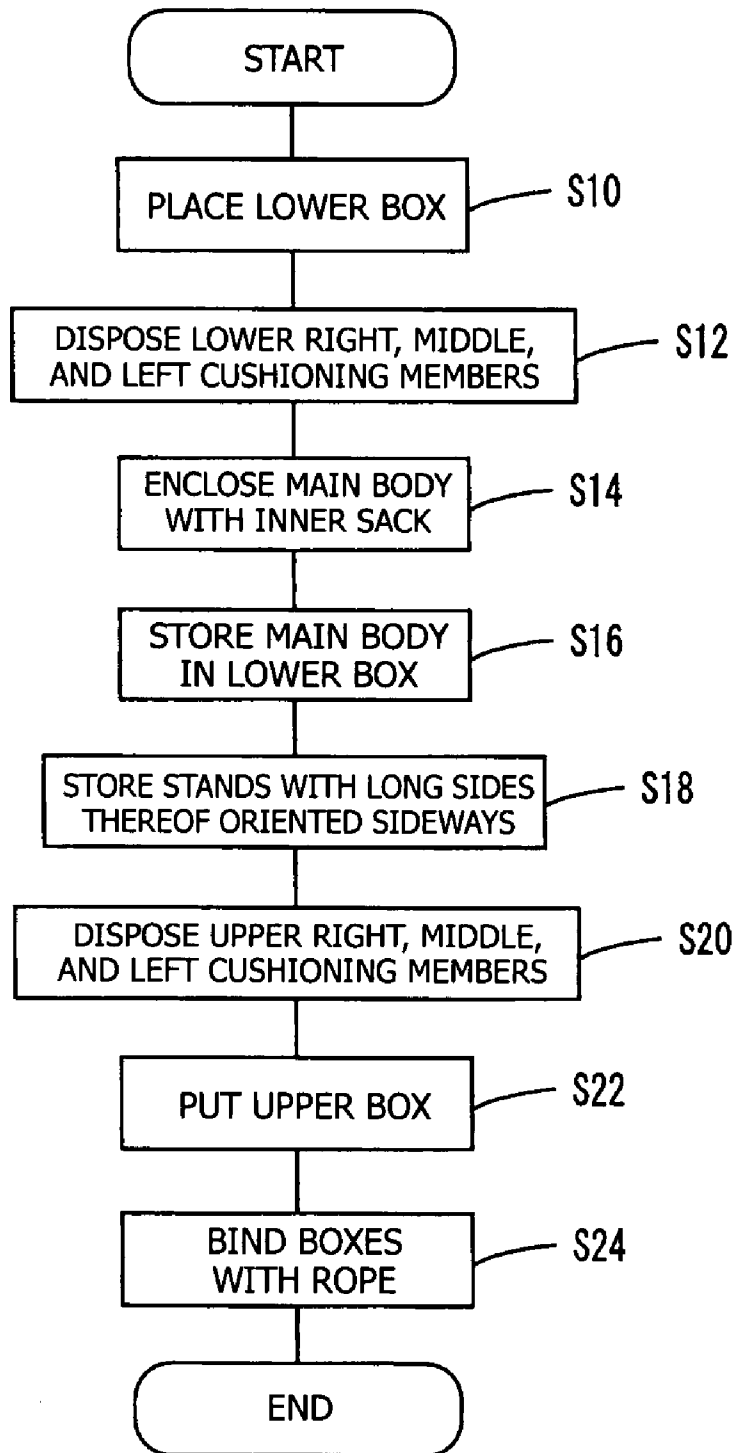 START
PLACE LOWER BOX
S10
DISPOSE LOWER RIGHT, MIDDLE,
AND LEFT CUSHIONING MEMBERS
S12
ENCLOSE MAIN BODY
WITH INNER SACK
S14
STORE MAIN BODY
IN LOWER BOX
S16
STORE STANDS WITH LONG SIDES
THEREOF ORIENTED SIDEWAYS
S18
DISPOSE UPPER RIGHT, MIDDLE,
AND LEFT CUSHIONING MEMBERS
S20
PUT UPPER BOX
S22
BIND BOXES
WITH ROPE
S24
END